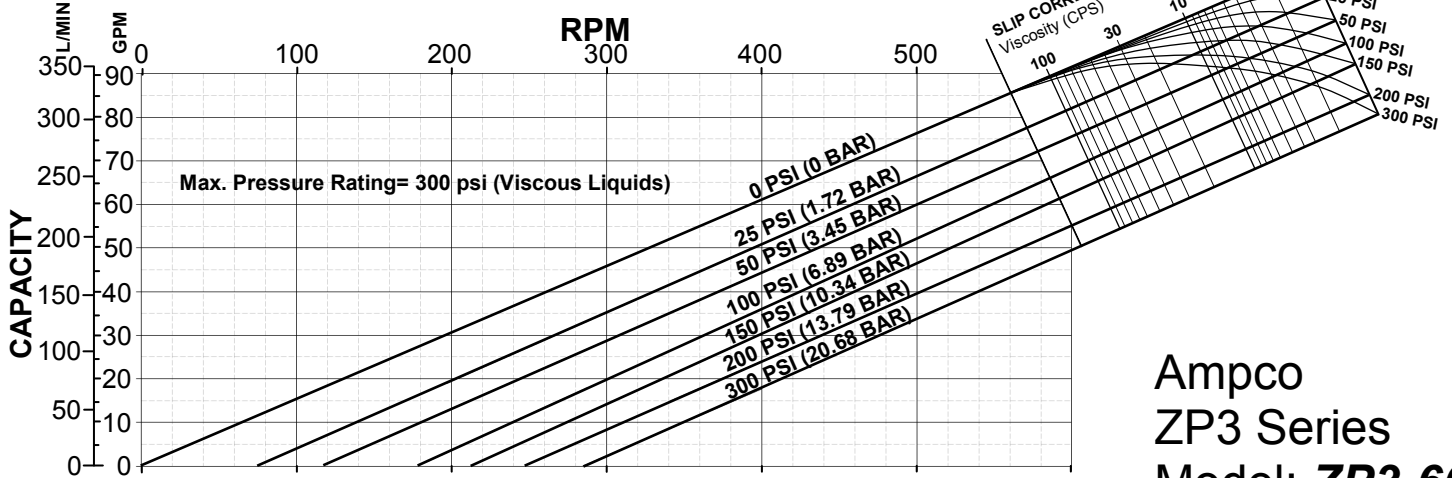 L/MIN
GPM
RPM
0 100 200 300 400 500
SLIP
Viscosity (CPS)
100 30 10
50 PSI
100 PSI
150 PSI
200 PSI
300 PSI
CAPACITY
350
300
250
200
150
100
50
0
90
80
70
60
50
40
30
20
10
0
Max. Pressure Rating= 300 psi (Viscous Liquids)
0 PSI (0 BAR)
25 PSI (1.72 BAR)
50 PSI (3.45 BAR)
100 PSI (6.89 BAR)
150 PSI (10.34 BAR)
200 PSI (13.79 BAR)
300 PSI (20.68 BAR)
Ampco
ZP3 Series